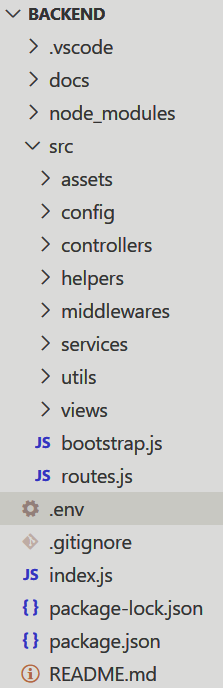 BACKEND
.vscode
docs
node_modules
src
assets
config
controllers
helpers
middlewares
services
utils
views
JS bootstrap.js
JS routes.js
.env
.gitignore
JS index.js
{} package-lock.json
{} package.json
README.md